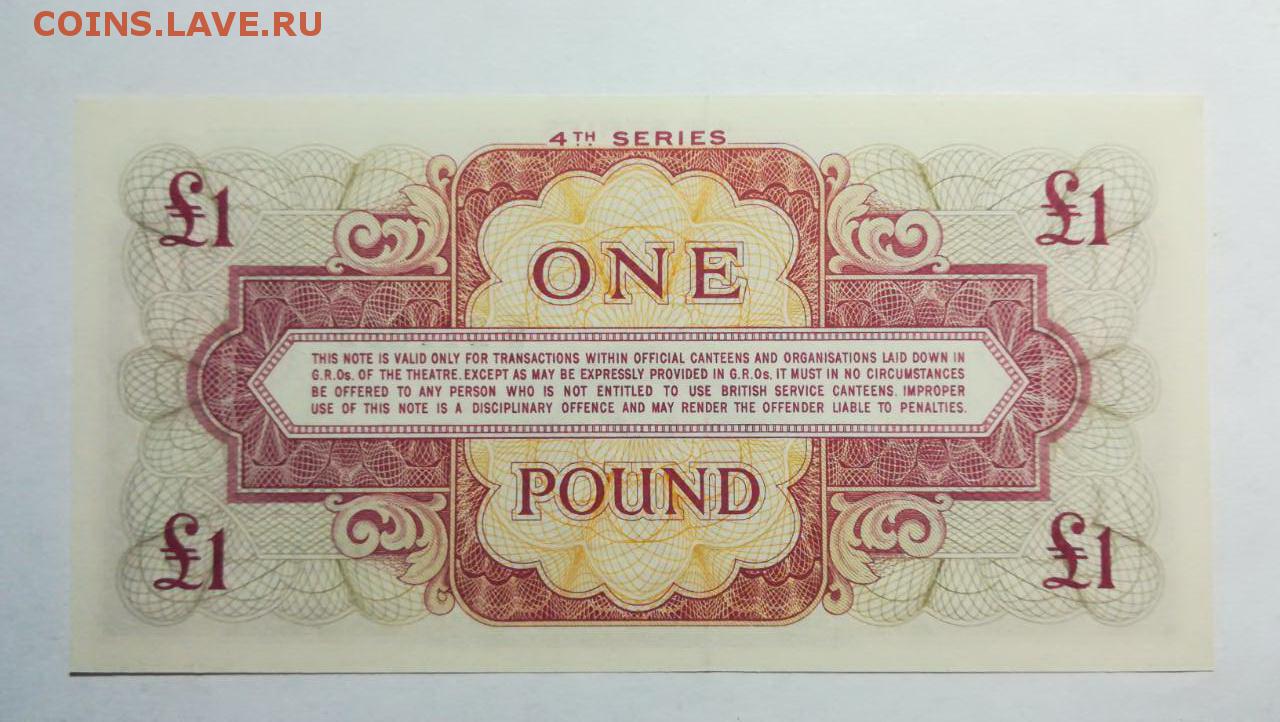 COINS.LAVE.RU
4TH SERIES
£1 £1
ONE
THIS NOTE IS VALID ONLY FOR TRANSACTIONS WITHIN OFFICIAL CANTEENS AND ORGANISATIONS LAID DOWN IN
G.R.Os. OF THE THEATRE. EXCEPT AS MAY BE EXPRESSLY PROVIDED IN G.R.Os. IT MUST IN NO CIRCUMSTANCES
BE OFFERED TO ANY PERSON WHO IS NOT ENTITLED TO USE BRITISH SERVICE CANTEENS. IMPROPER
USE OF THIS NOTE IS A DISCIPLINARY OFFENCE AND MAY RENDER THE OFFENDER LIABLE TO PENALTIES.
POUND
£1 £1